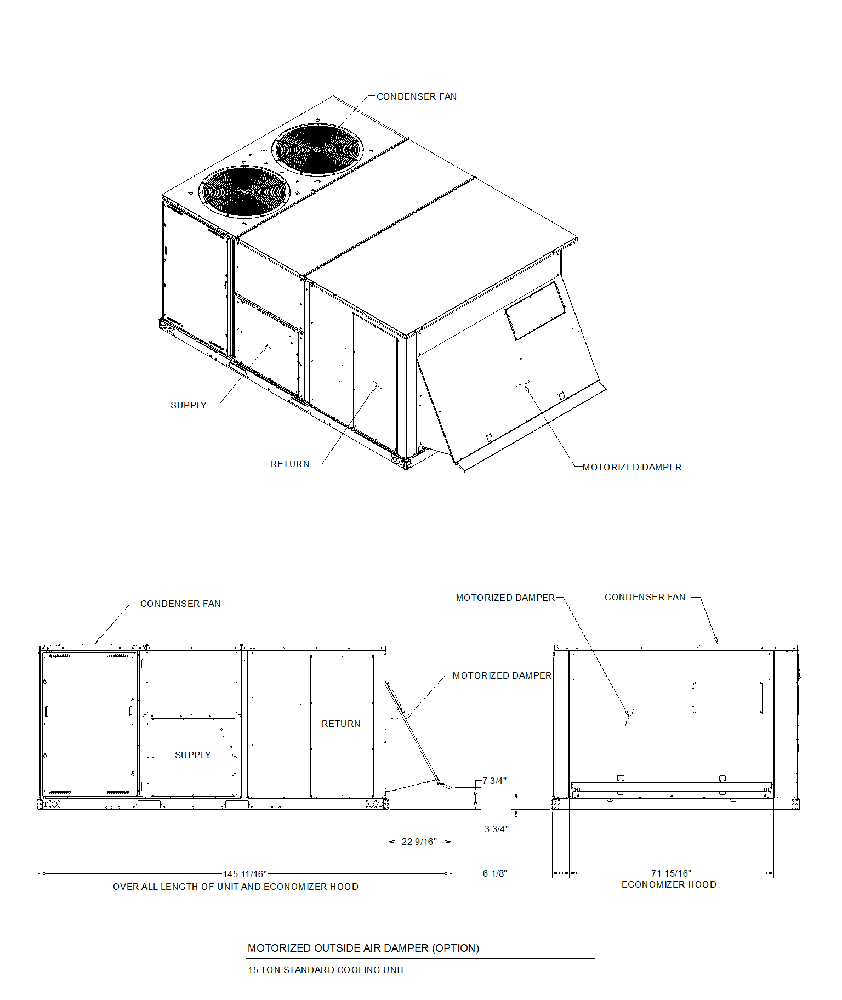 CONDENSER FAN
SUPPLY
RETURN
MOTORIZED DAMPER
MOTORIZED DAMPER
CONDENSER FAN
CONDENSER FAN
MOTORIZED DAMPER
RETURN
SUPPLY
7 3/4"
3 3/4"
22 9/16"
145 11/16"
OVER ALL LENGTH OF UNIT AND ECONOMIZER HOOD
6 1/8"
71 15/16"
ECONOMIZER HOOD
MOTORIZED OUTSIDE AIR DAMPER (OPTION)
15 TON STANDARD COOLING UNIT